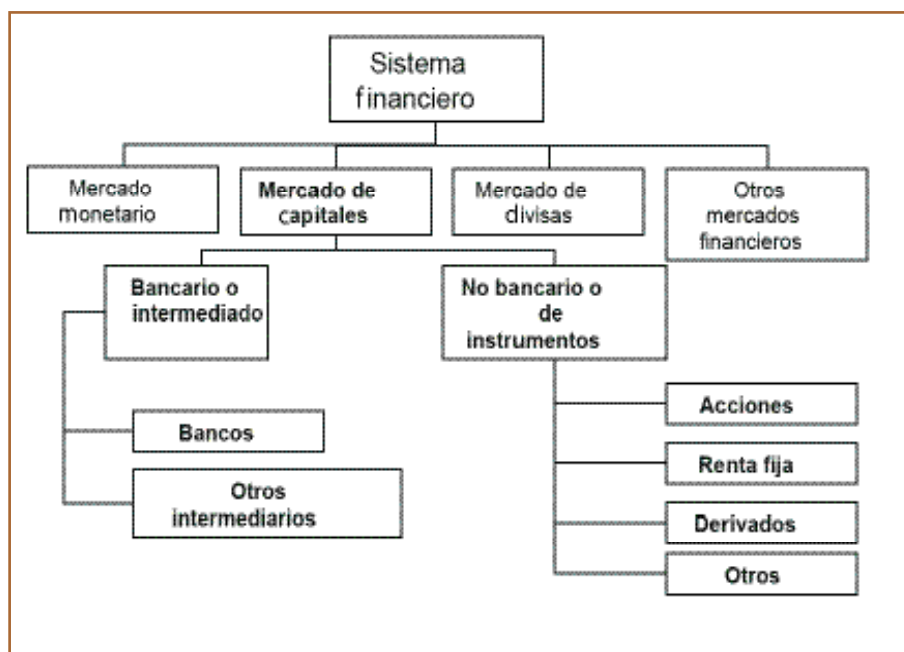 Sistema
financiero
Mercado
monetario
Mercado de
capitales
Mercado de
divisas
Otros
mercados
financieros
Bancario o
intermediado
No bancario o
de
instrumentos
Bancos
Otros
intermediarios
Acciones
Renta fija
Derivados
Otros